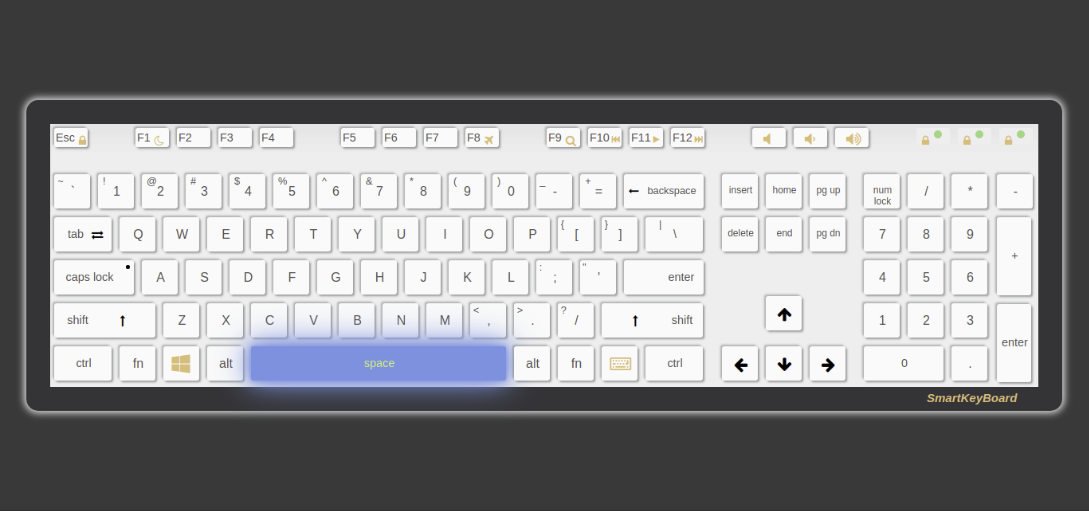 Esc F1 F2 F3 F4 F5 F6 F7 F8 F9 F10 F11 F12
~ ` ! 1 @ 2 # 3 $ 4 % 5 ^ 6 & 7 * 8 ( 9 ) 0 _ - + = ← backspace insert home pg up num lock / * -
tab ⇄ Q W E R T Y U I O P { [ } ] | \ delete end pg dn 7 8 9 +
caps lock • A S D F G H J K L : ; " ' enter 4 5 6
shift ↑ Z X C V B N M < , > . ? / ↑ shift ↑ 1 2 3 enter
ctrl fn alt space alt fn ctrl ← ↓ → 0 .
SmartKeyBoard